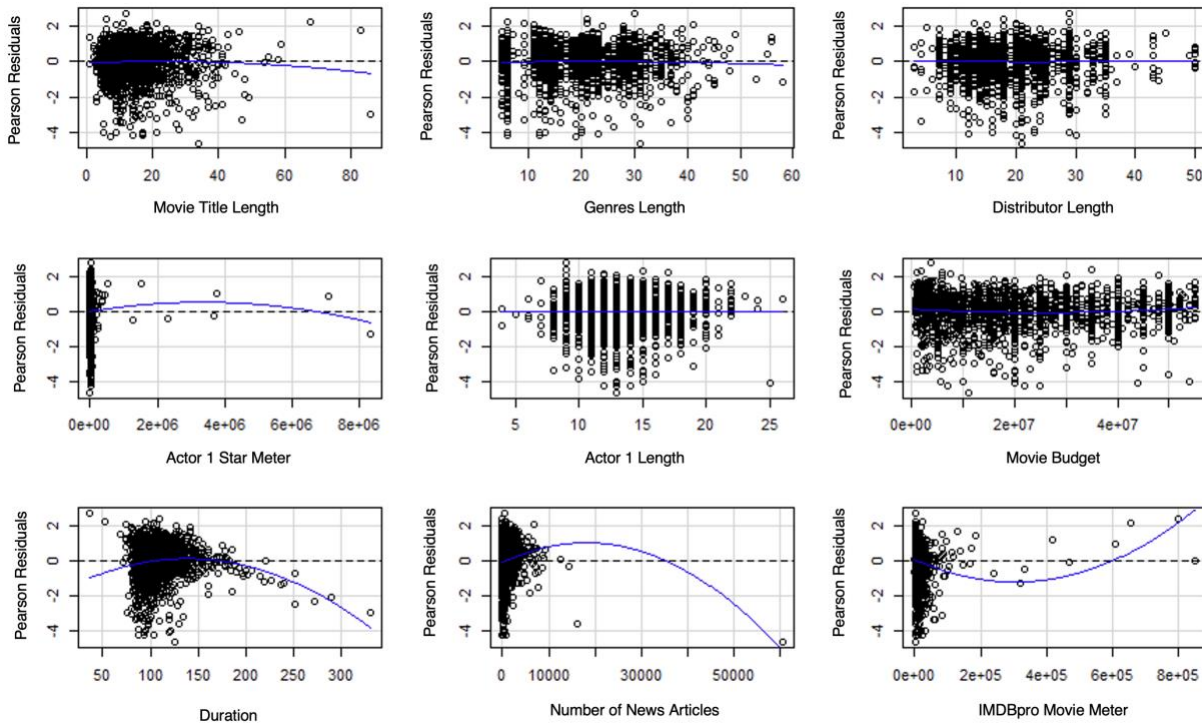 Pearson Residuals
2
0
-2
-4
0 20 40 60 80
Movie Title Length
Pearson Residuals
2
0
-2
-4
10 20 30 40 50 60
Genres Length
Pearson Residuals
2
0
-2
-4
10 20 30 40 50
Distributor Length
Pearson Residuals
2
0
-2
-4
0e+00 2e+06 4e+06 6e+06 8e+06
Actor 1 Star Meter
Pearson Residuals
2
0
-2
-4
5 10 15 20 25
Actor 1 Length
Pearson Residuals
2
0
-2
-4
0e+00 2e+07 4e+07
Movie Budget
Pearson Residuals
2
0
-2
-4
50 100 150 200 250 300
Duration
Pearson Residuals
2
0
-2
-4
0 10000 30000 50000
Number of News Articles
Pearson Residuals
2
0
-2
-4
0e+00 2e+05 4e+05 6e+05 8e+05
IMDBpro Movie Meter